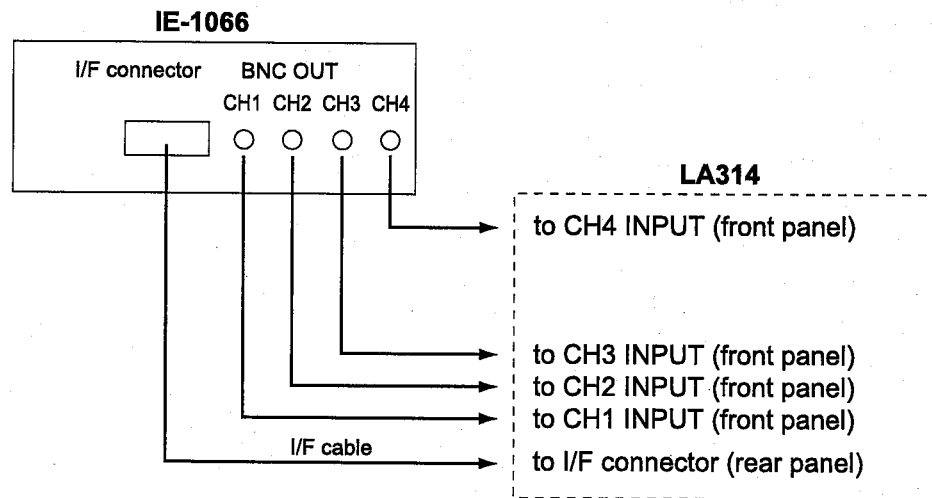 IE-1066
I/F connector BNC OUT
CH1 CH2 CH3 CH4
LA314
to CH4 INPUT (front panel)
to CH3 INPUT (front panel)
to CH2 INPUT (front panel)
to CH1 INPUT (front panel)
I/F cable
to I/F connector (rear panel)